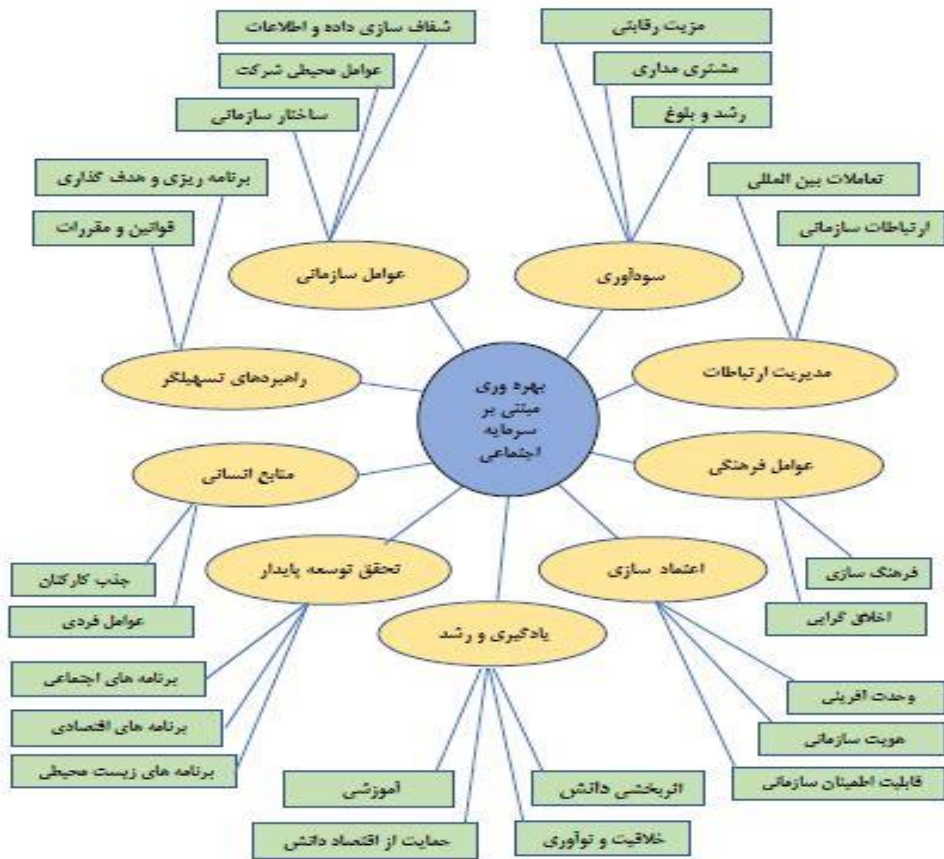 شفاف سازی داده و اطلاعات
عوامل محیطی شرکت
ساختار سازمانی
مزیت رقابتی
مشتری مداری
رشد و بلوغ
برنامه ریزی و هدف گذاری
قوانین و مقررات
تعاملات بین المللی
ارتباطات سازمانی
عوامل سازمانی
سودآوری
راهبردهای تسهیلگر
مدیریت ارتباطات
بهره وری
مبتنی بر
سرمایه
اجتماعی
منابع انسانی
عوامل فرهنگی
تحقق توسعه پایدار
اعتماد سازی
یادگیری و رشد
جذب کارکنان
عوامل فردی
فرهنگ سازی
اخلاق گرایی
برنامه های اجتماعی
برنامه های اقتصادی
برنامه های زیست محیطی
وحدت آفرینی
هویت سازمانی
قابلیت اطمینان سازمانی
آموزشی
حمایت از اقتصاد دانش
اثربخشی دانش
خلاقیت و نوآوری